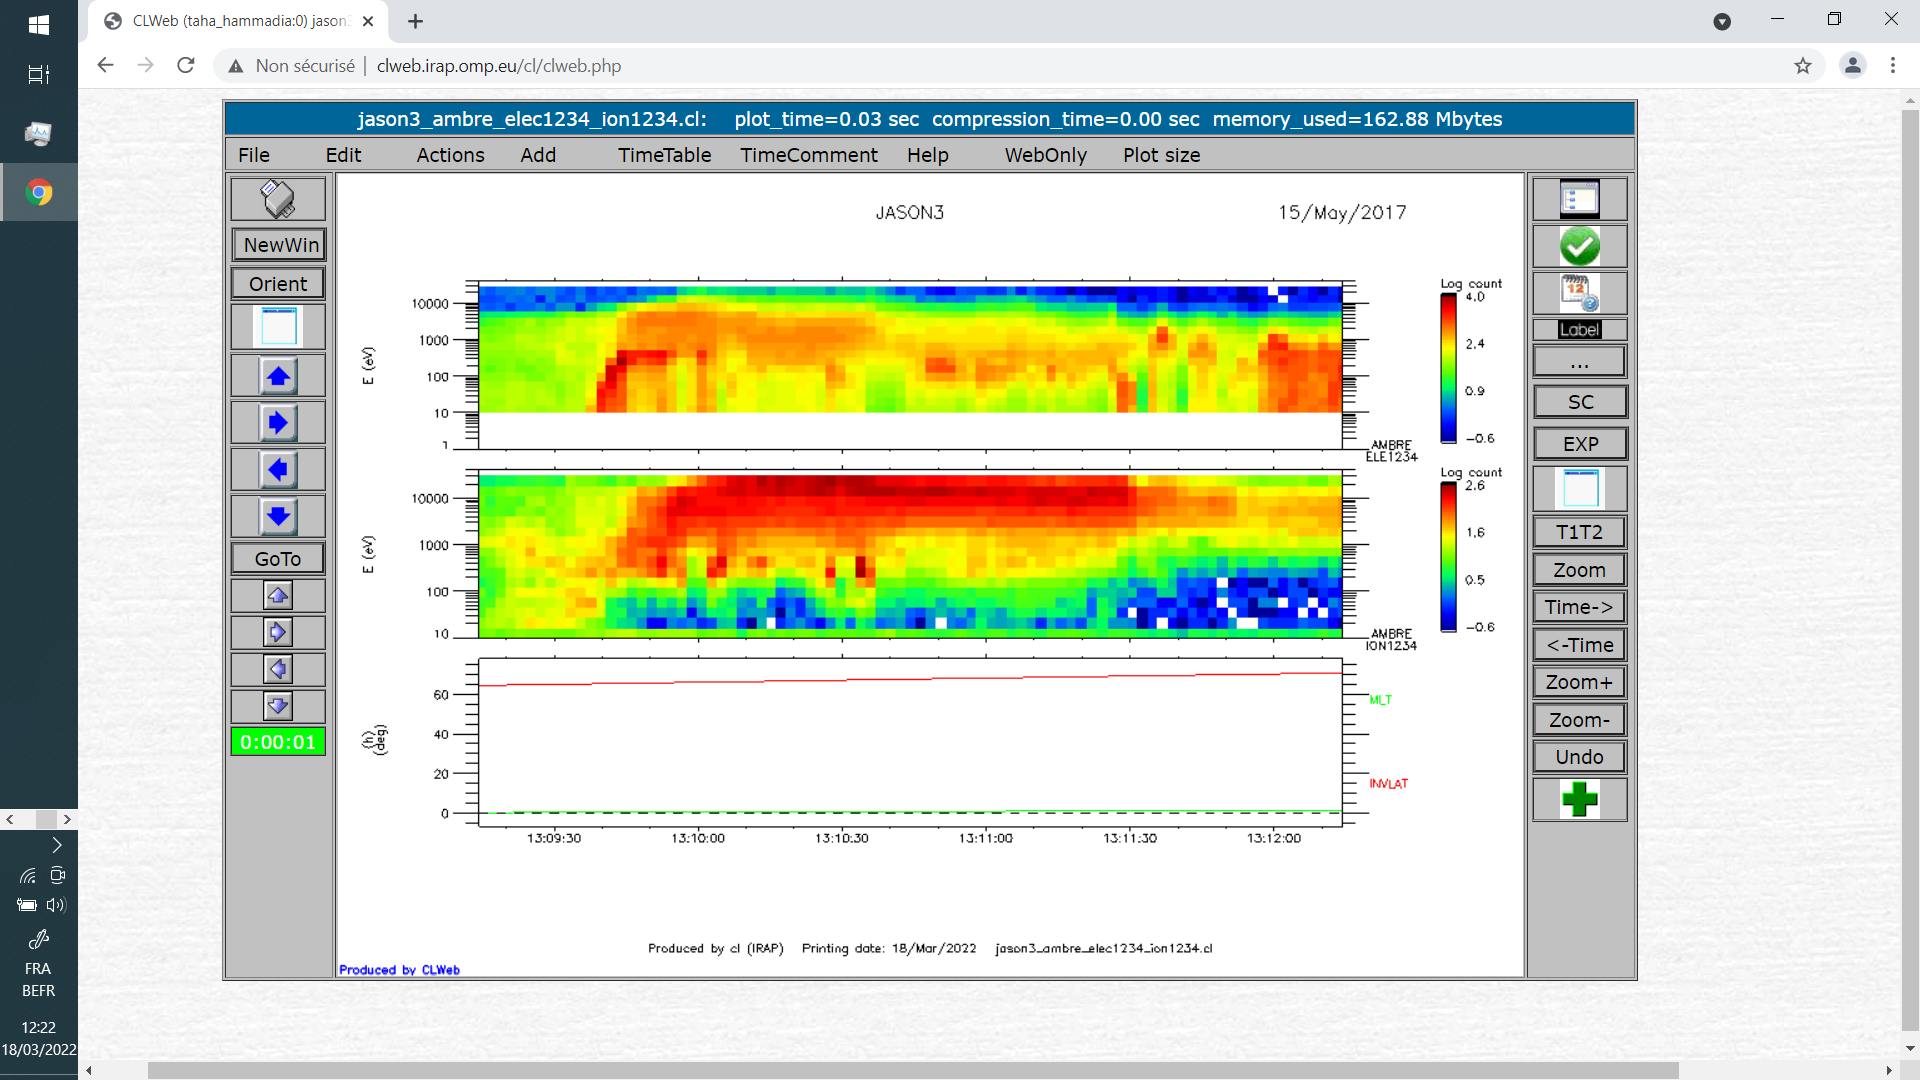 CLWeb (taha_hammadia:0) jason3
Non sécurisé
clweb.irap.omp.eu/cl/clweb.php
jason3_ambre_elec1234_ion1234.cl: plot_time=0.03 sec compression_time=0.00 sec memory_used=162.88 Mbytes
File Edit Actions Add TimeTable TimeComment Help WebOnly Plot size
NewWin
Orient
GoTo
0:00:01
JASON3
15/May/2017
10000
1000
100
10
1
E (eV)
AMBRE
ELE1234
Log count
4.0
2.4
0.9
-0.6
10000
1000
100
10
E (eV)
AMBRE
ION1234
Log count
2.6
1.6
0.5
-0.6
60
40
20
0
(h)
(deg)
MLT
INVLAT
13:09:30 13:10:00 13:10:30 13:11:00 13:11:30 13:12:00
Produced by cl (IRAP) Printing date: 18/Mar/2022 jason3_ambre_elec1234_ion1234.cl
Produced by CLWeb
12
Label
...
SC
EXP
T1T2
Zoom
Time->
<-Time
Zoom+
Zoom-
Undo
FRA
BEFR
12:22
18/03/2022